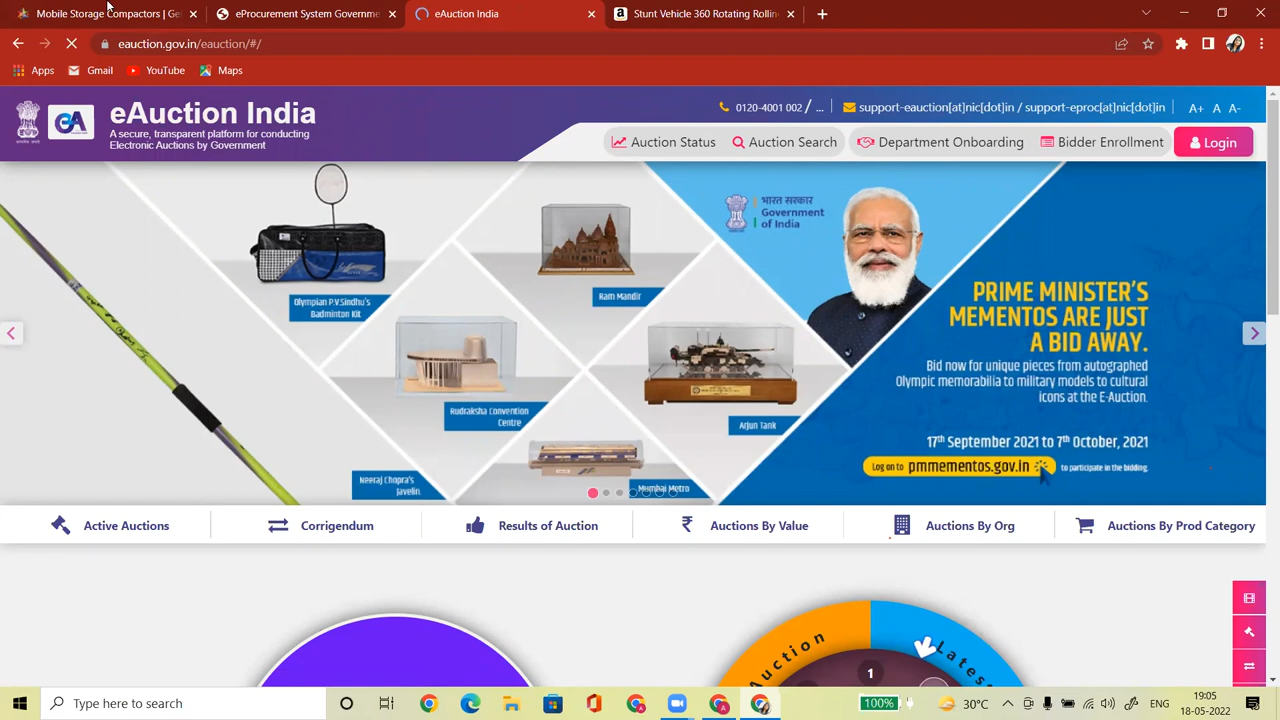 Mobile Storage Compactors | Ge
eProcurement System Governme
eAuction India
Stunt Vehicle 360 Rotating Rollin
eauction.gov.in/eauction/#/
Apps
Gmail
YouTube
Maps
eAuction India
A secure, transparent platform for conducting
Electronic Auctions by Government
0120-4001 002 / ...
support-eauction[at]nic[dot]in / support-eproc[at]nic[dot]in
A+ A A-
Auction Status
Auction Search
Department Onboarding
Bidder Enrollment
Login
भारत सरकार
Government
of India
Olympian P.V.Sindhu's
Badminton Kit
Ram Mandir
Rudraksha Convention
Centre
Arjun Tank
Neeraj Chopra's
Javelin.
Mumbai Metro
PRIME MINISTER'S
MEMENTOS ARE JUST
A BID AWAY.
Bid now for unique pieces from autographed
Olympic memorabilia to military models to cultural
icons at the E-Auction.
17th September 2021 to 7th October, 2021
Log on to pmmementos.gov.in to participate in the bidding.
Active Auctions
Corrigendum
Results of Auction
Auctions By Value
Auctions By Org
Auctions By Prod Category
Auction
Latest
1
Type here to search
100%
30°C
ENG
19:05
18-05-2022